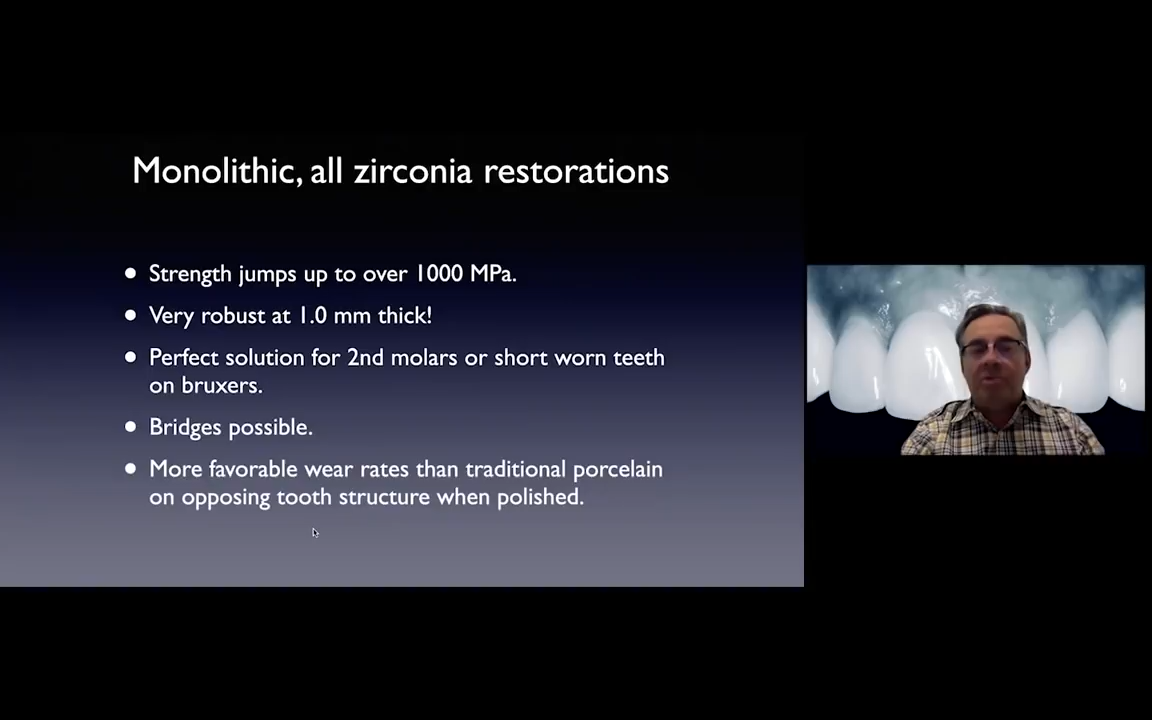 Monolithic, all zirconia restorations
• Strength jumps up to over 1000 MPa.
• Very robust at 1.0 mm thick!
• Perfect solution for 2nd molars or short worn teeth
on bruxers.
• Bridges possible.
• More favorable wear rates than traditional porcelain
on opposing tooth structure when polished.